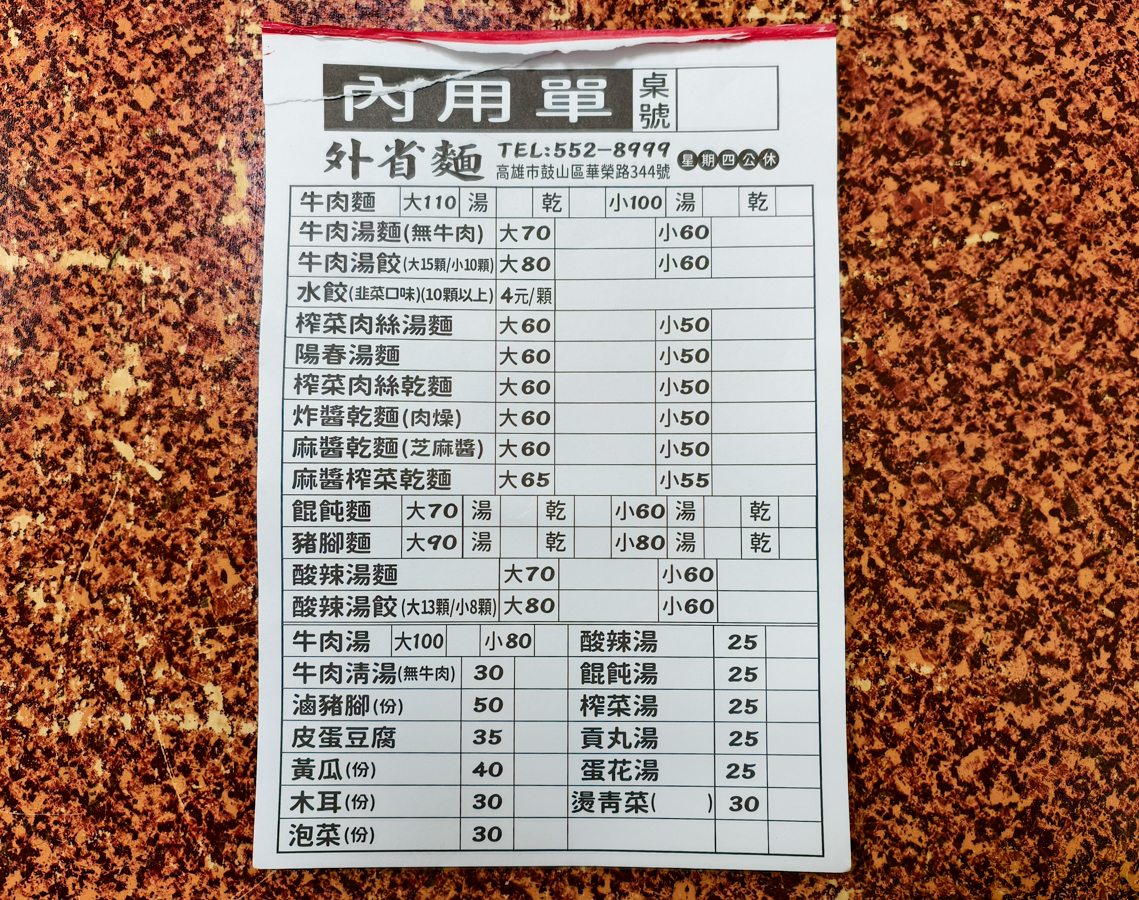 內用單 桌號
外省麵 TEL:552-8999 星期四公休
高雄市鼓山區華榮路344號
牛肉麵 大110 湯 乾 小100 湯 乾
牛肉湯麵(無牛肉) 大70 小60
牛肉湯餃(大15顆/小10顆) 大80 小60
水餃(韭菜口味)(10顆以上) 4元/顆
榨菜肉絲湯麵 大60 小50
陽春湯麵 大60 小50
榨菜肉絲乾麵 大60 小50
炸醬乾麵(肉燥) 大60 小50
麻醬乾麵(芝麻醬) 大60 小50
麻醬榨菜乾麵 大65 小55
餛飩麵 大70 湯 乾 小60 湯 乾
豬腳麵 大90 湯 乾 小80 湯 乾
酸辣湯麵 大70 小60
酸辣湯餃(大13顆/小8顆) 大80 小60
牛肉湯 大100 小80 酸辣湯 25
牛肉清湯(無牛肉) 30 餛飩湯 25
滷豬腳(份) 50 榨菜湯 25
皮蛋豆腐 35 貢丸湯 25
黃瓜(份) 40 蛋花湯 25
木耳(份) 30 燙青菜( ) 30
泡菜(份) 30